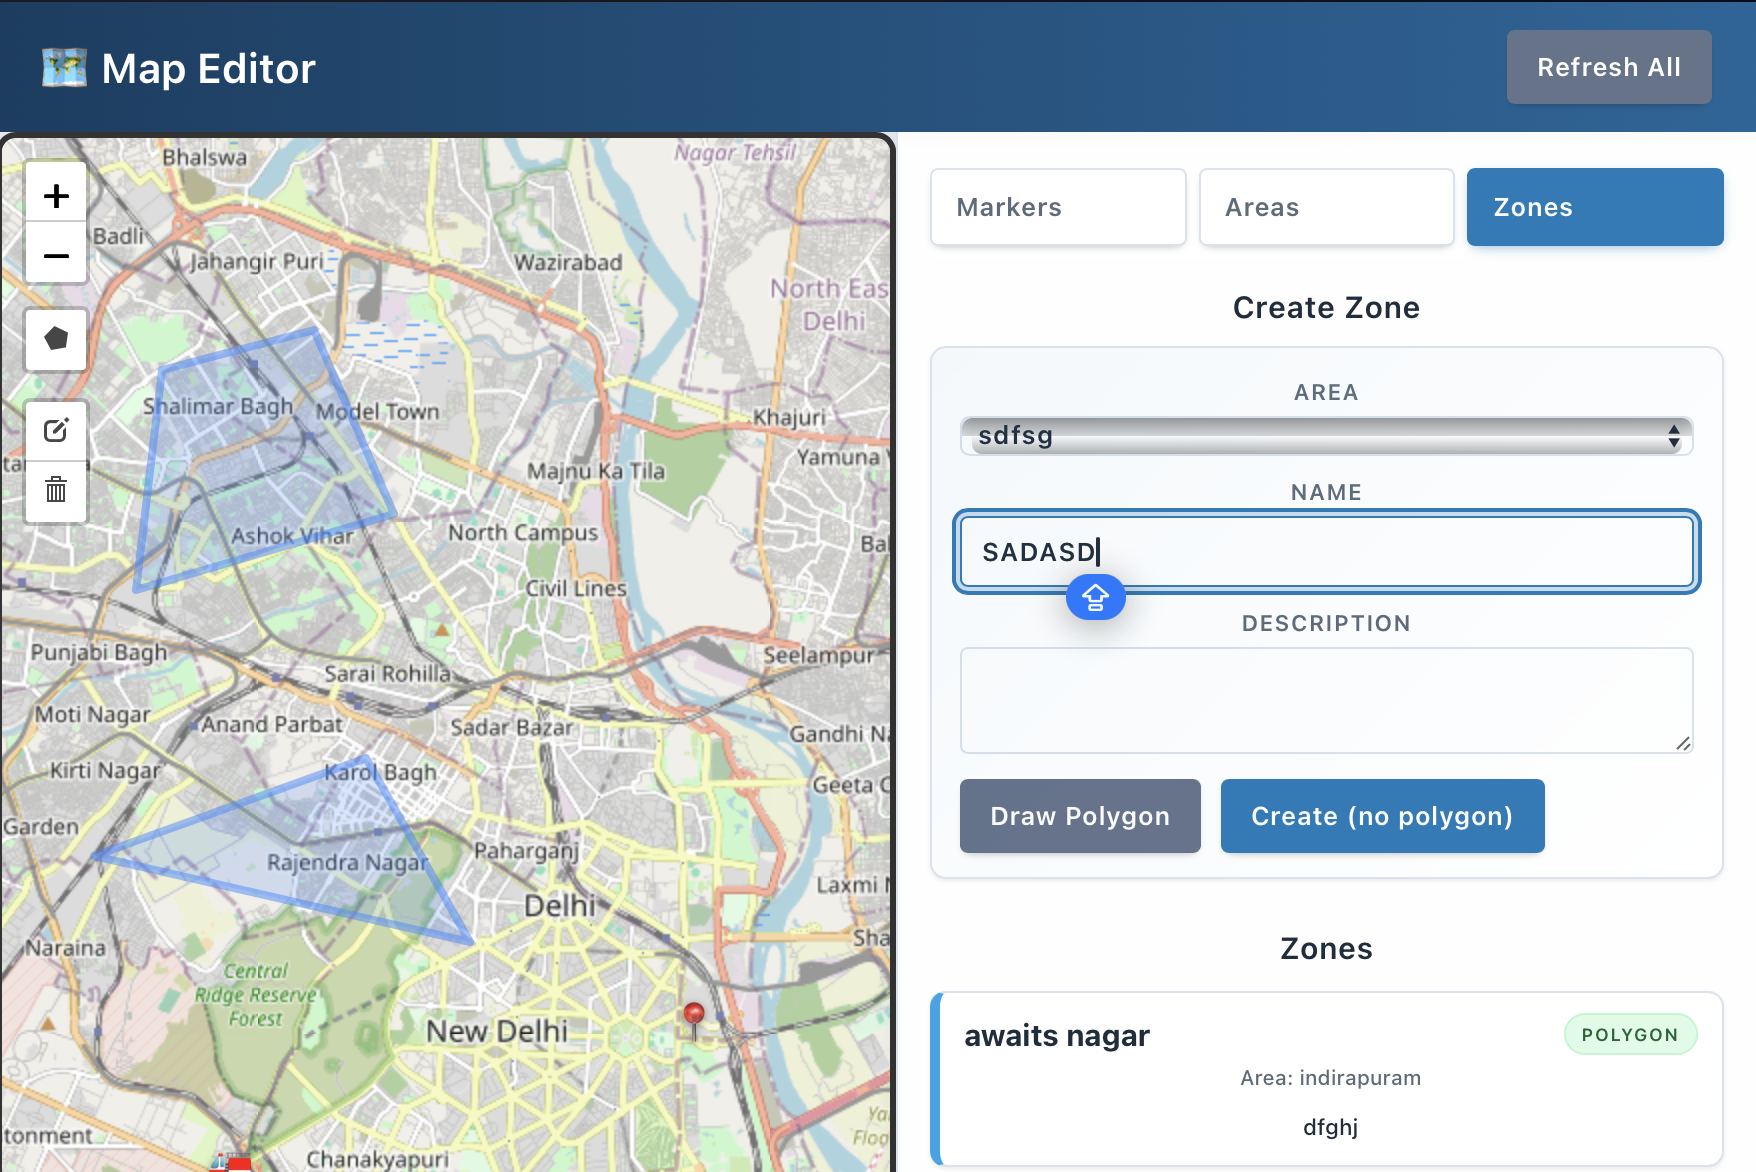 Map Editor
Refresh All
Bhalswa
Nagar Tehsil
Badli
Jahangir Puri
Wazirabad
North Eas
Delhi
Shalimar Bagh
Model Town
Khajuri
Majnu Ka Tila
Yamuna
Ashok Vihar
North Campus
Bal
Civil Lines
Punjabi Bagh
Sarai Rohilla
Seelampur
Moti Nagar
Anand Parbat
Sadar Bazar
Gandhi Na
Kirti Nagar
Karol Bagh
Geeta C
Garden
Rajendra Nagar
Paharganj
Laxmi
Delhi
Naraina
Sha
Central
Ridge Reserve
Forest
New Delhi
tonment
Chanakyapuri
Ya
Floo
Markers
Areas
Zones
Create Zone
AREA
sdfsg
NAME
SADASD
DESCRIPTION
Draw Polygon
Create (no polygon)
Zones
awaits nagar
POLYGON
Area: indirapuram
dfghj